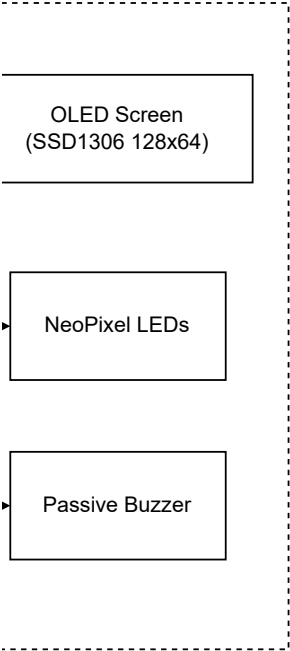 OLED Screen
(SSD1306 128x64)
NeoPixel LEDs
Passive Buzzer